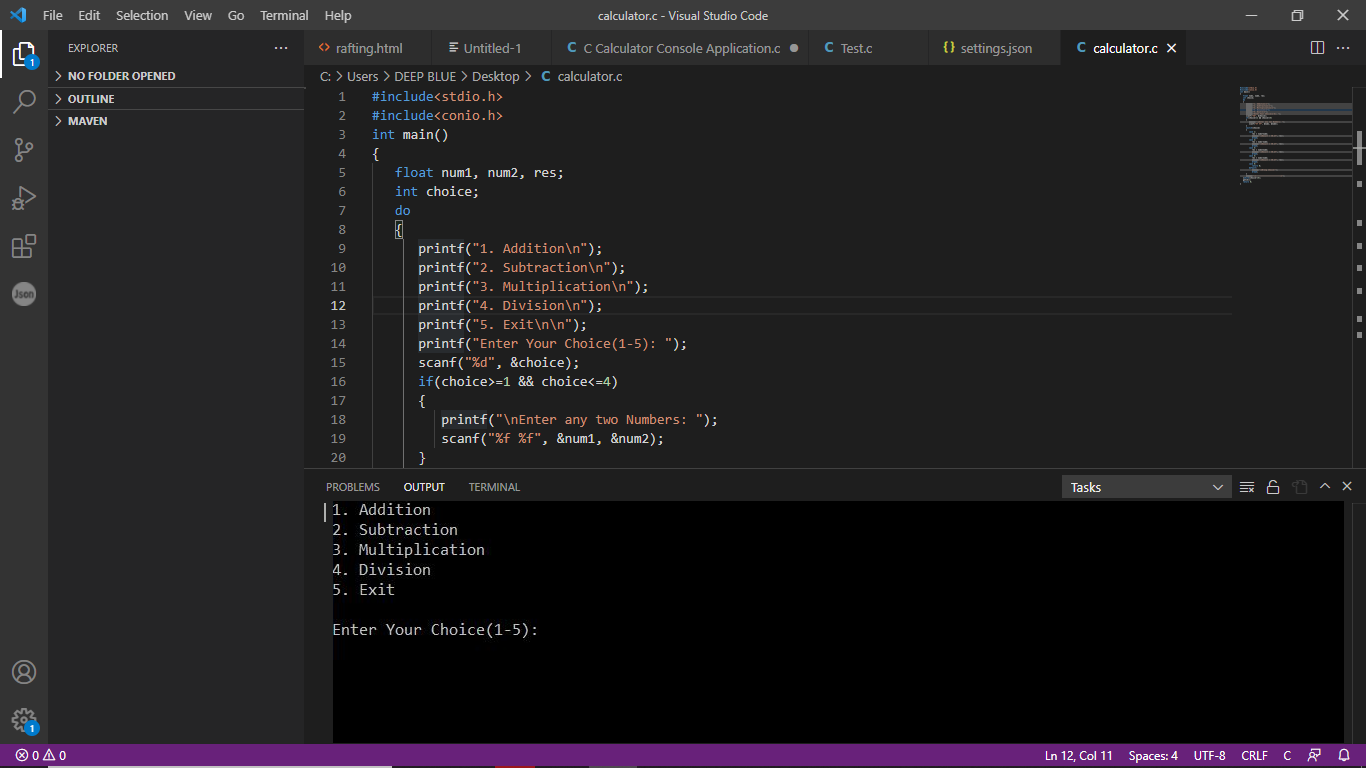 File Edit Selection View Go Terminal Help
calculator.c - Visual Studio Code
EXPLORER
rafting.html
Untitled-1
C C Calculator Console Application.c
C Test.c
{} settings.json
C calculator.c
1
NO FOLDER OPENED
OUTLINE
MAVEN
Json
1
C: > Users > DEEP BLUE > Desktop > C calculator.c
1 #include<stdio.h>
2 #include<conio.h>
3 int main()
4 {
5 float num1, num2, res;
6 int choice;
7 do
8 {
9 printf("1. Addition\n");
10 printf("2. Subtraction\n");
11 printf("3. Multiplication\n");
12 printf("4. Division\n");
13 printf("5. Exit\n\n");
14 printf("Enter Your Choice(1-5): ");
15 scanf("%d", &choice);
16 if(choice>=1 && choice<=4)
17 {
18 printf("\nEnter any two Numbers: ");
19 scanf("%f %f", &num1, &num2);
20 }
PROBLEMS OUTPUT TERMINAL
Tasks
1. Addition
2. Subtraction
3. Multiplication
4. Division
5. Exit
Enter Your Choice(1-5):
0 0
Ln 12, Col 11 Spaces: 4 UTF-8 CRLF C